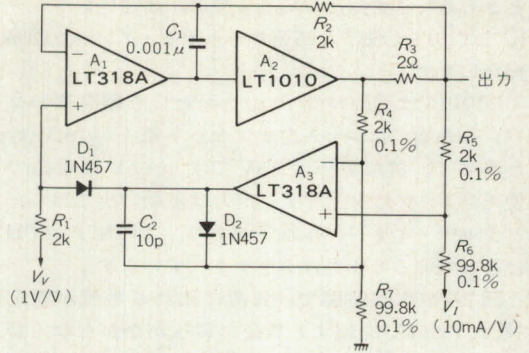 C₁
0.001μ
R₂
2k
A₁
LT318A
−
+
A₂
LT1010
R₃
2Ω
出力
R₄
2k
0.1%
R₅
2k
0.1%
D₁
1N457
A₃
LT318A
−
+
R₁
2k
C₂
10p
D₂
1N457
R₆
99.8k
0.1%
R₇
99.8k
0.1%
V_V
(1V/V)
V_I
(10mA/V)